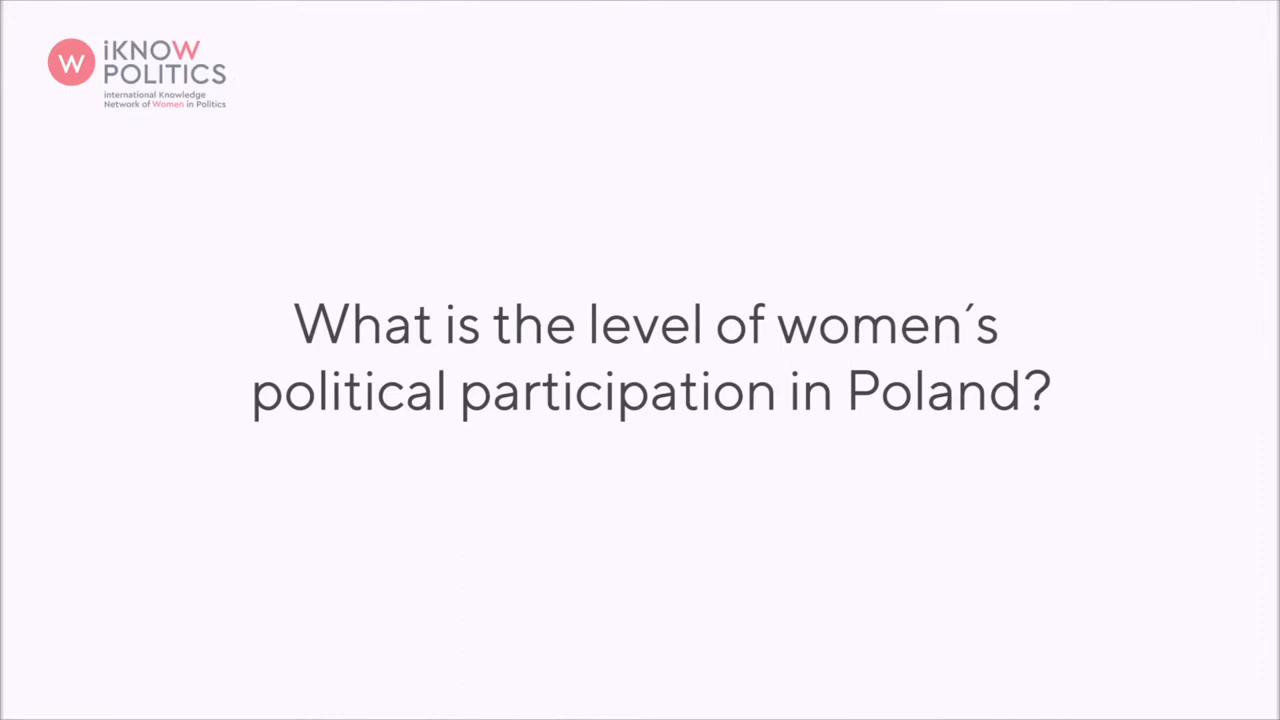 W
iKNOW
POLITICS
International Knowledge
Network of Women in Politics
What is the level of women´s
political participation in Poland?